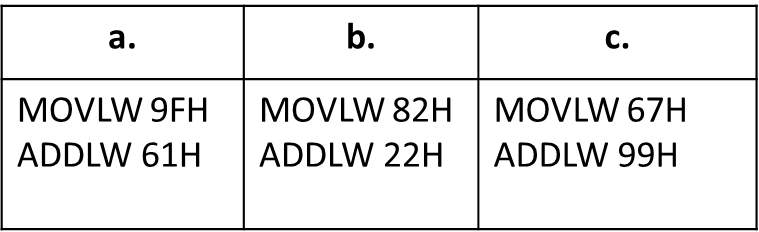 a. b. c.
MOVLW 9FH MOVLW 82H MOVLW 67H
ADDLW 61H ADDLW 22H ADDLW 99H